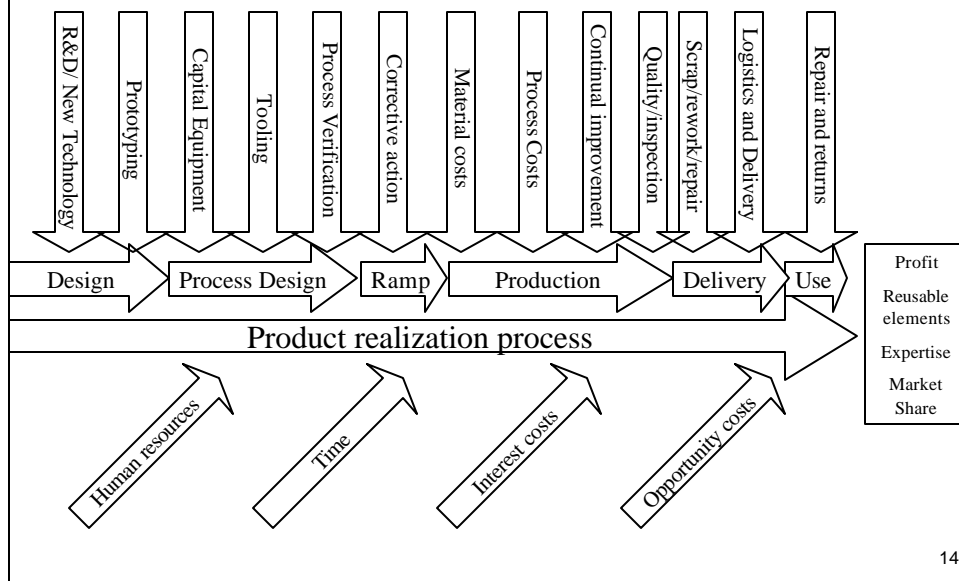 R&D/ New Technology
Prototyping
Capital Equipment
Tooling
Process Verification
Corrective action
Material costs
Process Costs
Continual improvement
Quality/inspection
Scrap/rework/repair
Logistics and Delivery
Repair and returns
Design
Process Design
Ramp
Production
Delivery
Use
Product realization process
Profit
Reusable
elements
Expertise
Market
Share
Human resources
Time
Interest costs
Opportunity costs
14